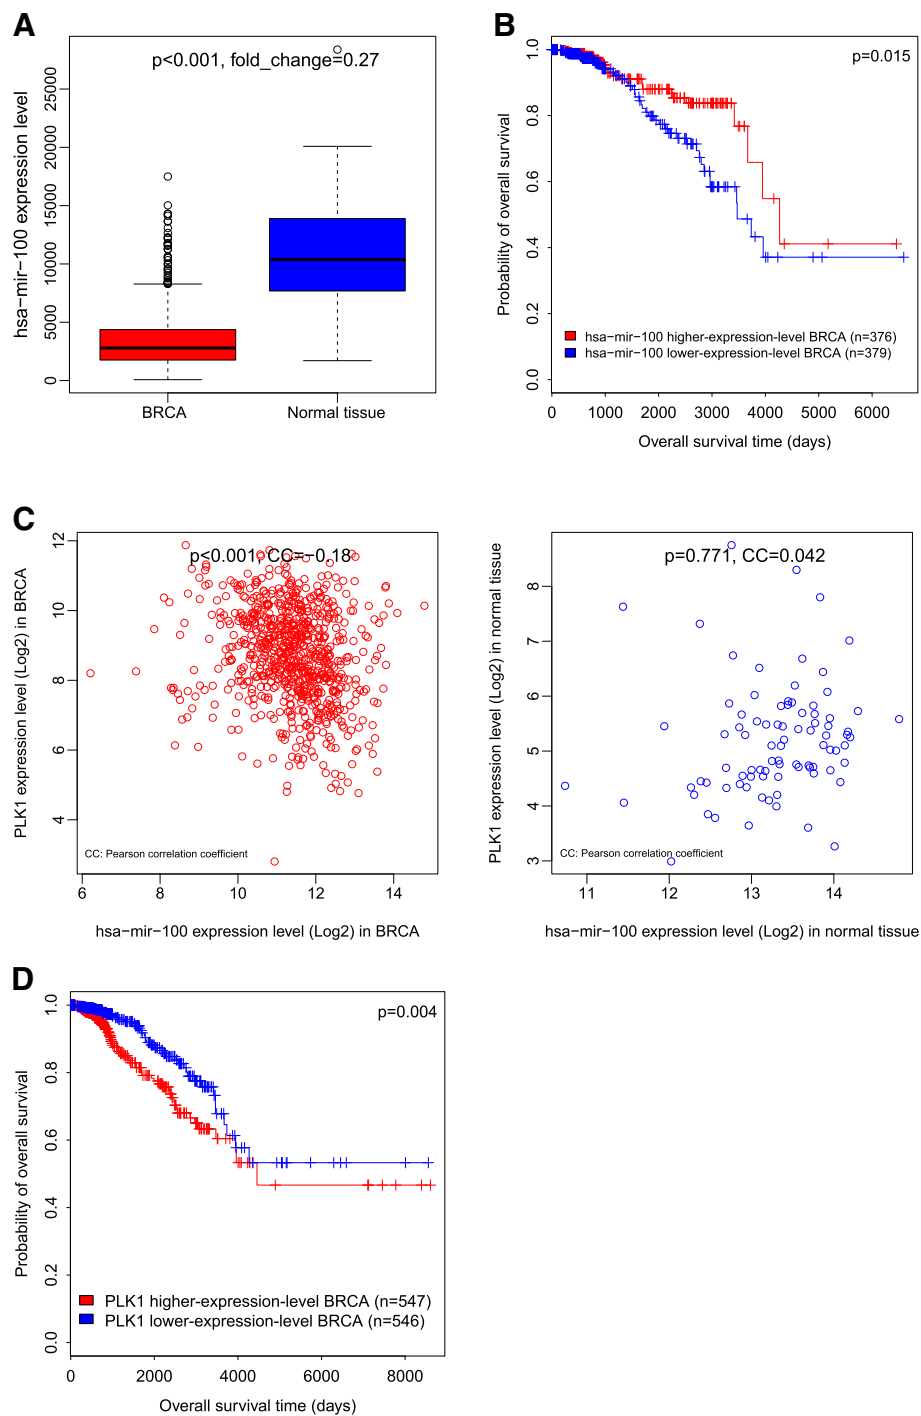 A
p<0.001, fold_change=0.27
hsa−mir−100 expression level
0
5000
10000
15000
20000
25000
BRCA
Normal tissue
B
p=0.015
Probability of overall survival
0.0
0.2
0.4
0.6
0.8
1.0
hsa−mir−100 higher-expression-level BRCA (n=376)
hsa−mir−100 lower-expression-level BRCA (n=379)
0 1000 2000 3000 4000 5000 6000
Overall survival time (days)
C
p<0.001, CC=−0.18
PLK1 expression level (Log2) in BRCA
4
6
8
10
12
CC: Pearson correlation coefficient
6 8 10 12 14
hsa−mir−100 expression level (Log2) in BRCA
p=0.771, CC=0.042
PLK1 expression level (Log2) in normal tissue
3
4
5
6
7
8
CC: Pearson correlation coefficient
11 12 13 14
hsa−mir−100 expression level (Log2) in normal tissue
D
p=0.004
Probability of overall survival
0.0
0.2
0.4
0.6
0.8
1.0
PLK1 higher-expression-level BRCA (n=547)
PLK1 lower-expression-level BRCA (n=546)
0 2000 4000 6000 8000
Overall survival time (days)